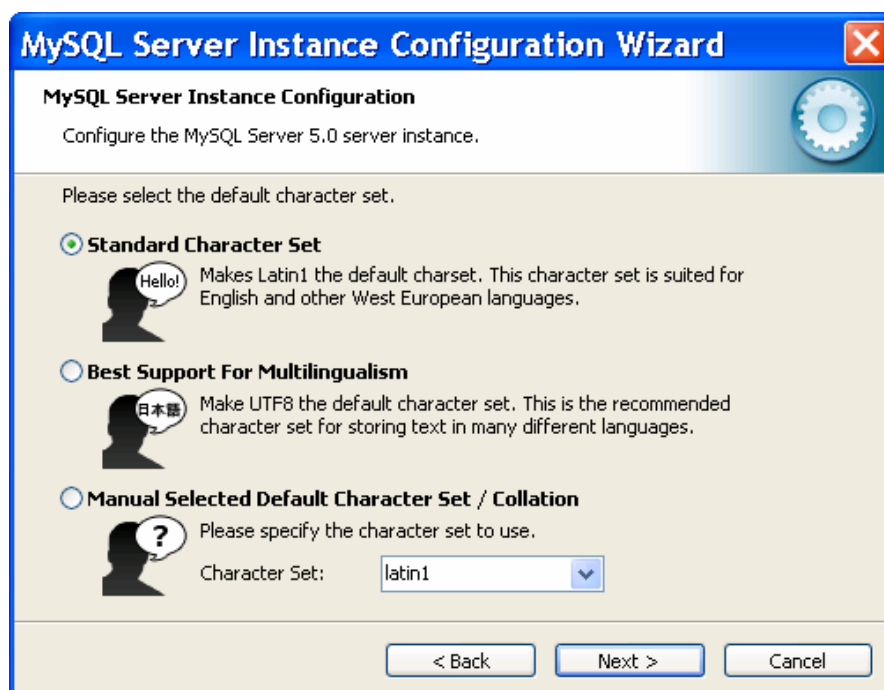 MySQL Server Instance Configuration Wizard
MySQL Server Instance Configuration
Configure the MySQL Server 5.0 server instance.
Please select the default character set.
Standard Character Set
Hello!
Makes Latin1 the default charset. This character set is suited for
English and other West European languages.
Best Support For Multilingualism
日本語
Make UTF8 the default character set. This is the recommended
character set for storing text in many different languages.
Manual Selected Default Character Set / Collation
?
Please specify the character set to use.
Character Set: latin1
< Back Next > Cancel